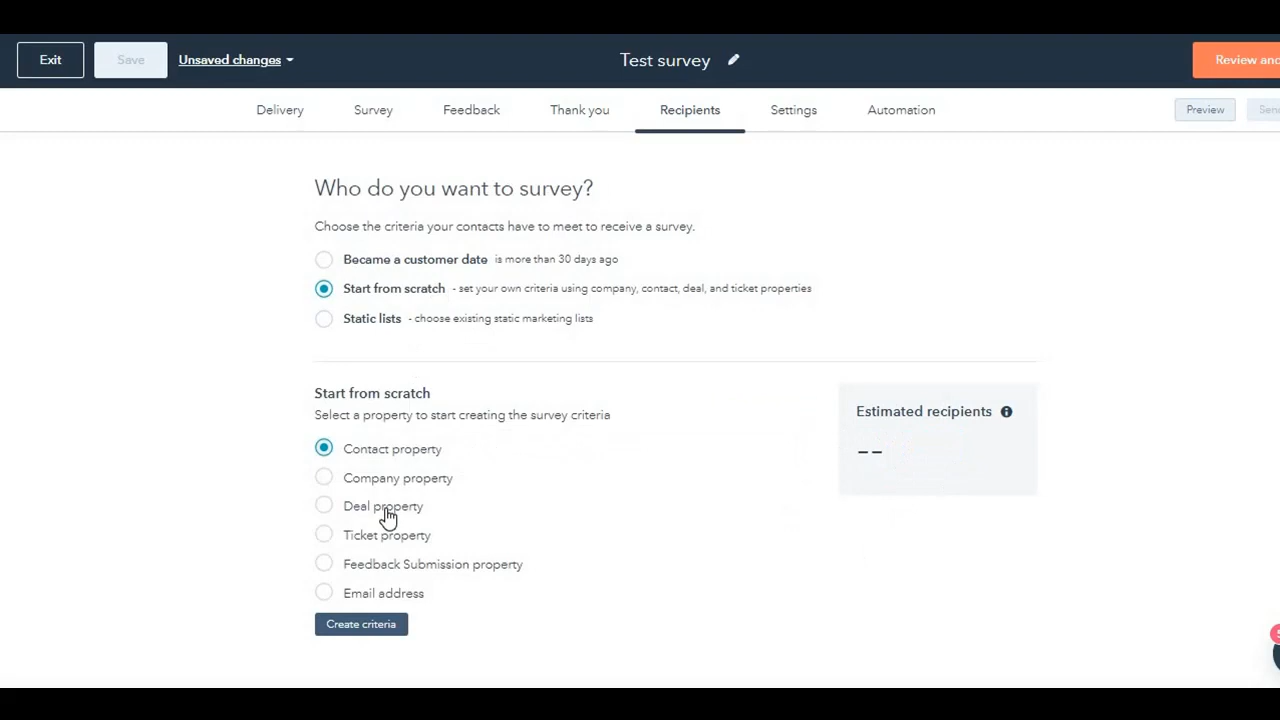 Exit
Save
Unsaved changes
Test survey
Review and
Delivery
Survey
Feedback
Thank you
Recipients
Settings
Automation
Preview
Sen
Who do you want to survey?
Choose the criteria your contacts have to meet to receive a survey.
Became a customer date is more than 30 days ago
Start from scratch - set your own criteria using company, contact, deal, and ticket properties
Static lists - choose existing static marketing lists
Start from scratch
Select a property to start creating the survey criteria
Contact property
Company property
Deal property
Ticket property
Feedback Submission property
Email address
Create criteria
Estimated recipients
--